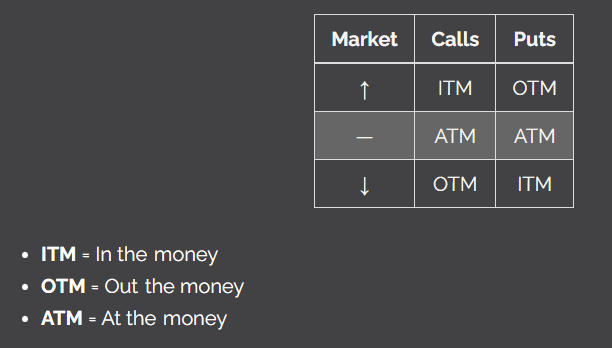 Market Calls Puts
↑ ITM OTM
— ATM ATM
↓ OTM ITM
• ITM = In the money
• OTM = Out the money
• ATM = At the money